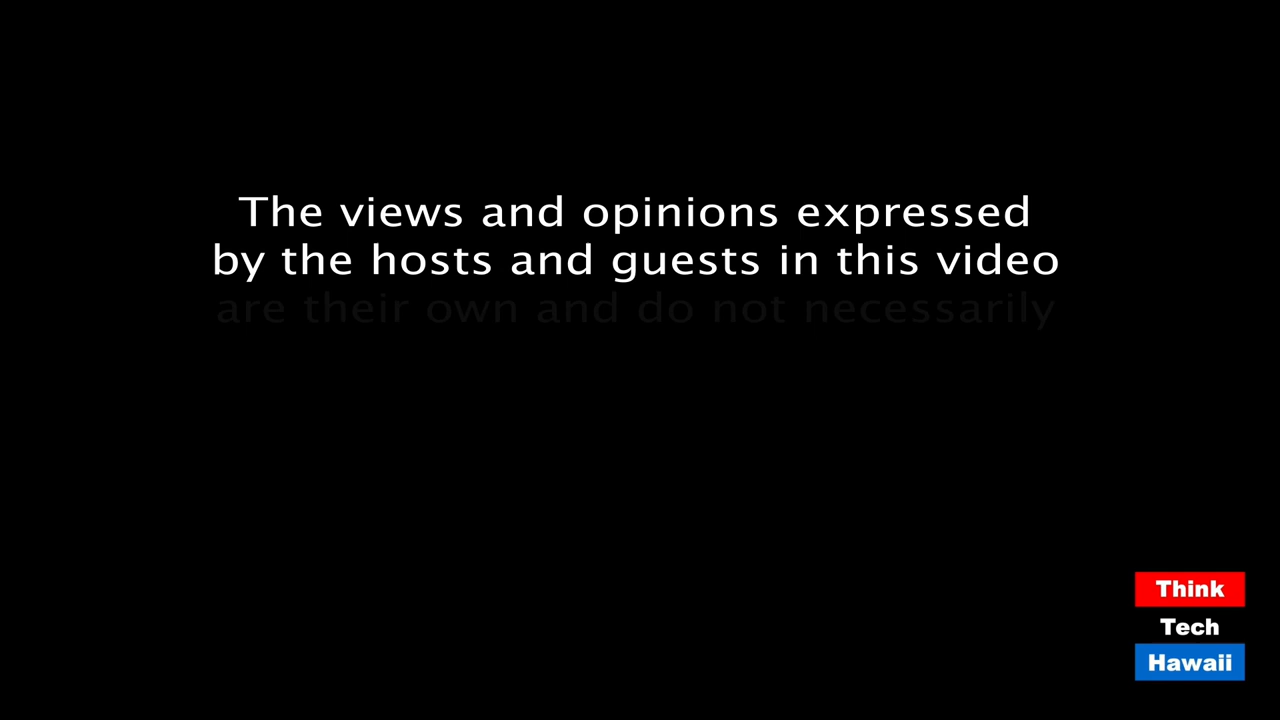 The views and opinions expressed
by the hosts and guests in this video
are their own and do not necessarily
Think
Tech
Hawaii